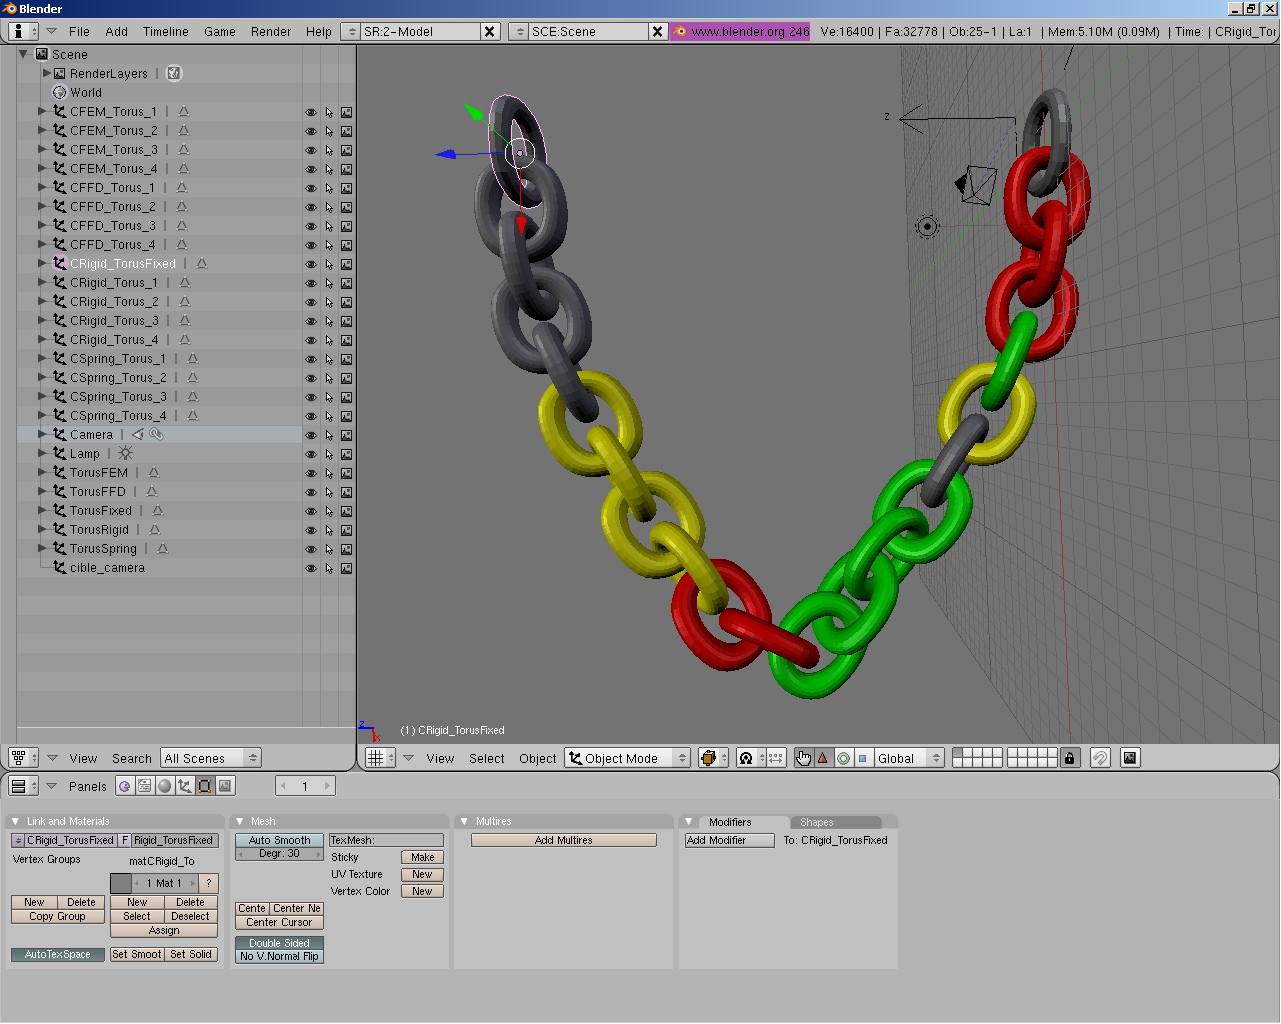 Blender
File Add Timeline Game Render Help SR:2-Model SCE:Scene www.blender.org 246 Ve:16400 | Fa:32778 | Ob:25-1 | La:1 | Mem:5.10M (0.09M) | Time: | CRigid_Tor
Scene
RenderLayers
World
CFEM_Torus_1
CFEM_Torus_2
CFEM_Torus_3
CFEM_Torus_4
CFFD_Torus_1
CFFD_Torus_2
CFFD_Torus_3
CFFD_Torus_4
CRigid_TorusFixed
CRigid_Torus_1
CRigid_Torus_2
CRigid_Torus_3
CRigid_Torus_4
CSpring_Torus_1
CSpring_Torus_2
CSpring_Torus_3
CSpring_Torus_4
Camera
Lamp
TorusFEM
TorusFFD
TorusFixed
TorusRigid
TorusSpring
cible_camera
z
z
x
(1) CRigid_TorusFixed
View Search All Scenes
View Select Object Object Mode Global
Panels 1
Link and Materials
CRigid_TorusFixed F Rigid_TorusFixed
Vertex Groups matCRigid_To
1 Mat 1 ?
New Delete New Delete
Copy Group Select Deselect
Assign
AutoTexSpace Set Smoot Set Solid
Mesh
Auto Smooth TexMesh:
Degr: 30
Sticky Make
UV Texture New
Vertex Color New
Cente Center Ne
Center Cursor
Double Sided
No V.Normal Flip
Multires
Add Multires
Modifiers Shapes
Add Modifier To: CRigid_TorusFixed